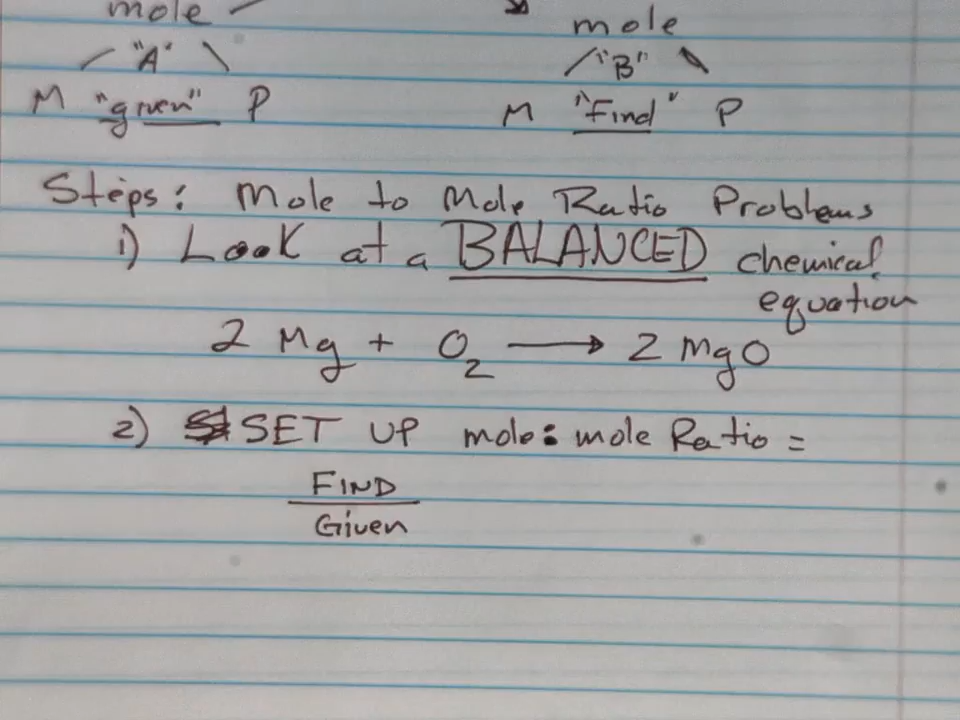 mole mole
"A" "B"
M "given" P M "Find" P
Steps: Mole to Mole Ratio Problems
1) Look at a BALANCED chemical
equation
2 Mg + O₂ → 2 MgO
2) SET UP mole: mole Ratio =
FIND
Given